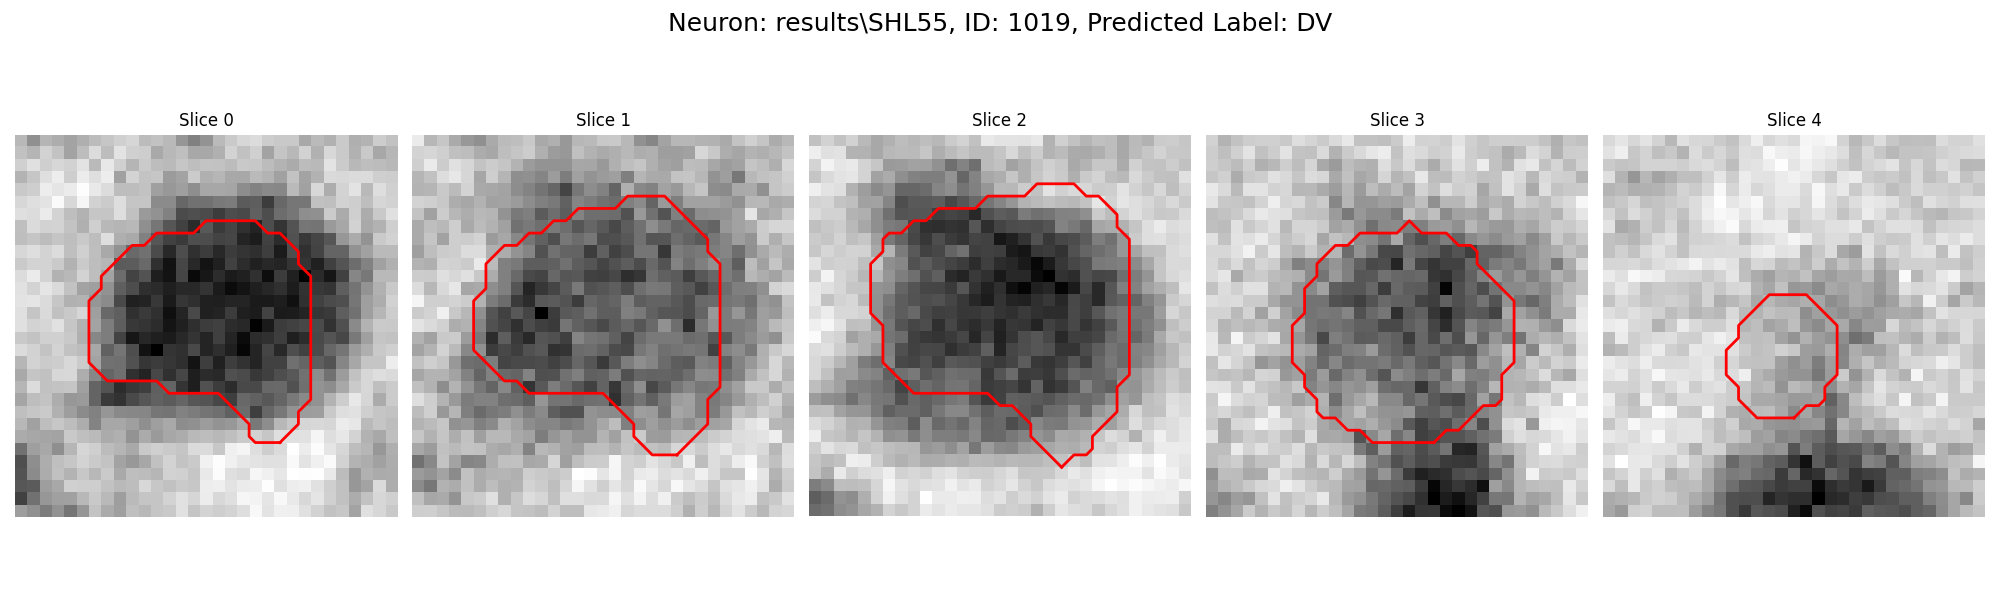 Neuron: results\SHL55, ID: 1019, Predicted Label: DV
Slice 0
Slice 1
Slice 2
Slice 3
Slice 4